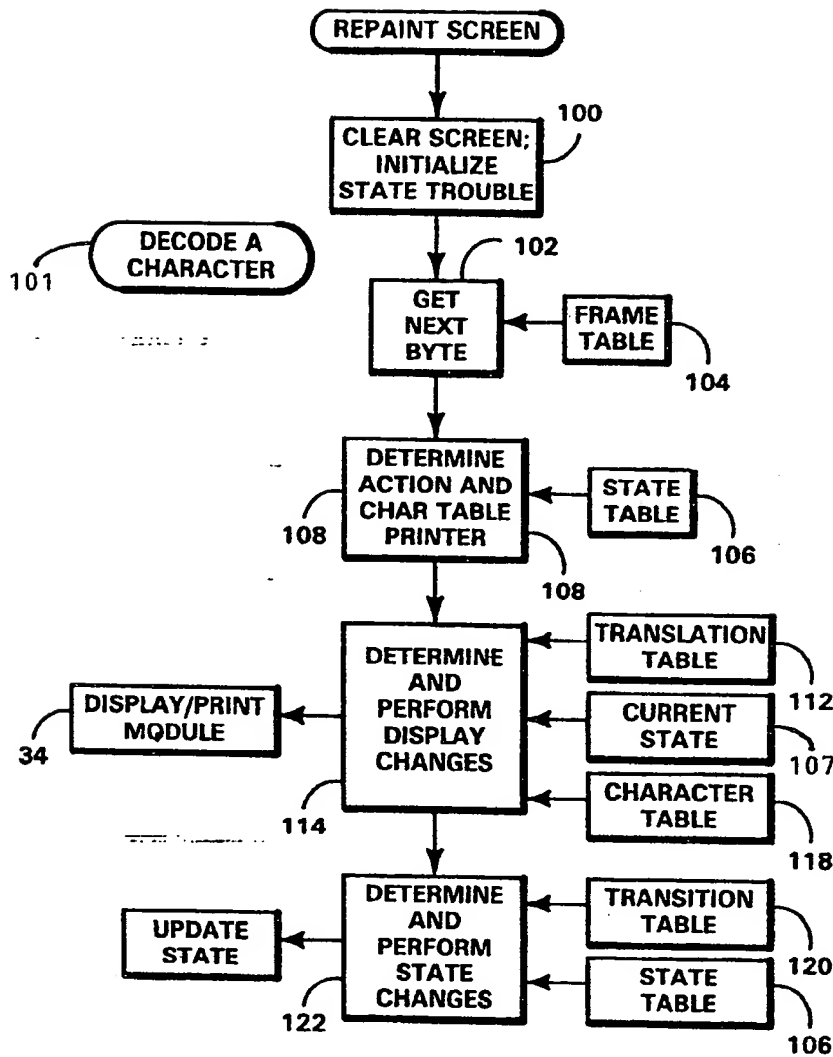 REPAINT SCREEN
100
CLEAR SCREEN;
INITIALIZE
STATE TROUBLE
101
DECODE A
CHARACTER
102
GET
NEXT
BYTE
FRAME
TABLE
104
DETERMINE
ACTION AND
CHAR TABLE
PRINTER
108
108
STATE
TABLE
106
DETERMINE
AND
PERFORM
DISPLAY
CHANGES
114
TRANSLATION
TABLE
112
DISPLAY/PRINT
MODULE
34
CURRENT
STATE
107
CHARACTER
TABLE
118
DETERMINE
AND
PERFORM
STATE
CHANGES
122
TRANSITION
TABLE
120
UPDATE
STATE
STATE
TABLE
106